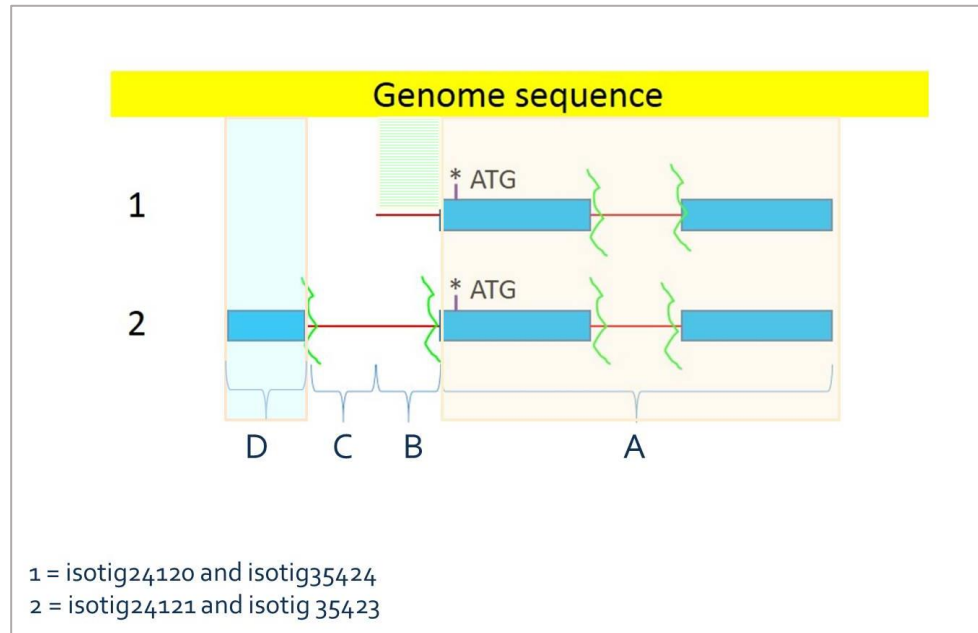 Genome sequence
* ATG
1
* ATG
2
D C B A
1 = isotig24120 and isotig35424
2 = isotig24121 and isotig 35423